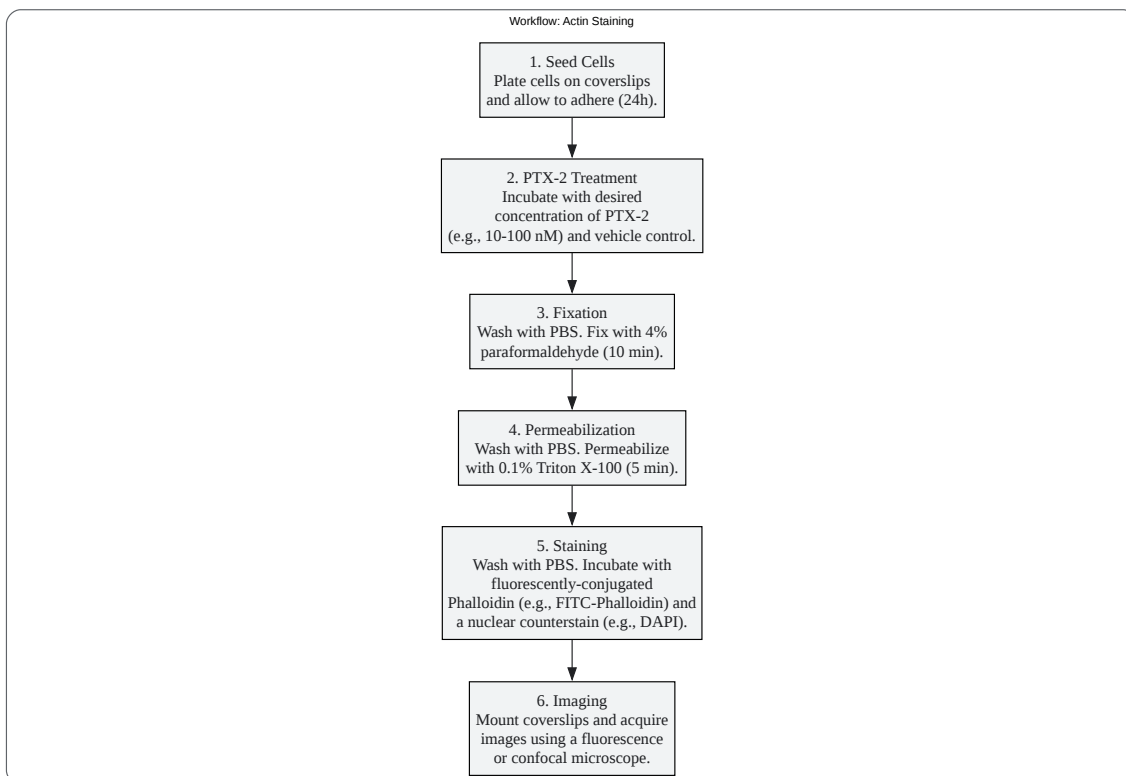 Workflow: Actin Staining
1. Seed Cells
Plate cells on coverslips
and allow to adhere (24h).
2. PTX-2 Treatment
Incubate with desired
concentration of PTX-2
(e.g., 10-100 nM) and vehicle control.
3. Fixation
Wash with PBS. Fix with 4%
paraformaldehyde (10 min).
4. Permeabilization
Wash with PBS. Permeabilize
with 0.1% Triton X-100 (5 min).
5. Staining
Wash with PBS. Incubate with
fluorescently-conjugated
Phalloidin (e.g., FITC-Phalloidin) and
a nuclear counterstain (e.g., DAPI).
6. Imaging
Mount coverslips and acquire
images using a fluorescence
or confocal microscope.